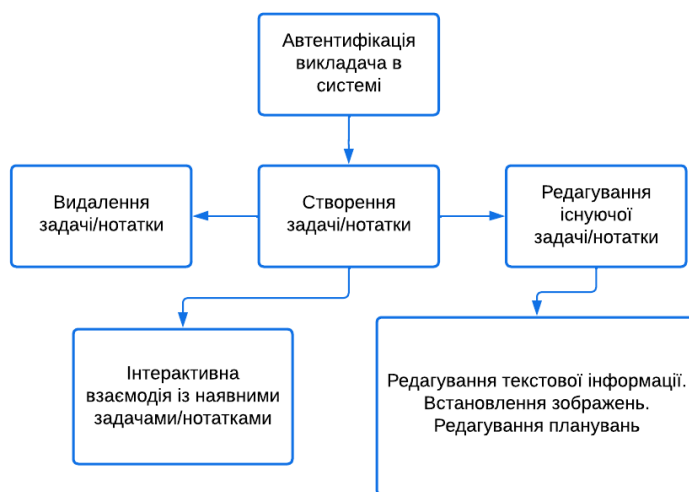 Автентифікація
викладача в
системі
Видалення
задачі/нотатки
Створення
задачі/нотатки
Редагування
існуючої
задачі/нотатки
Інтерактивна
взаємодія із наявними
задачами/нотатками
Редагування текстової інформації.
Встановлення зображень.
Редагування планувань